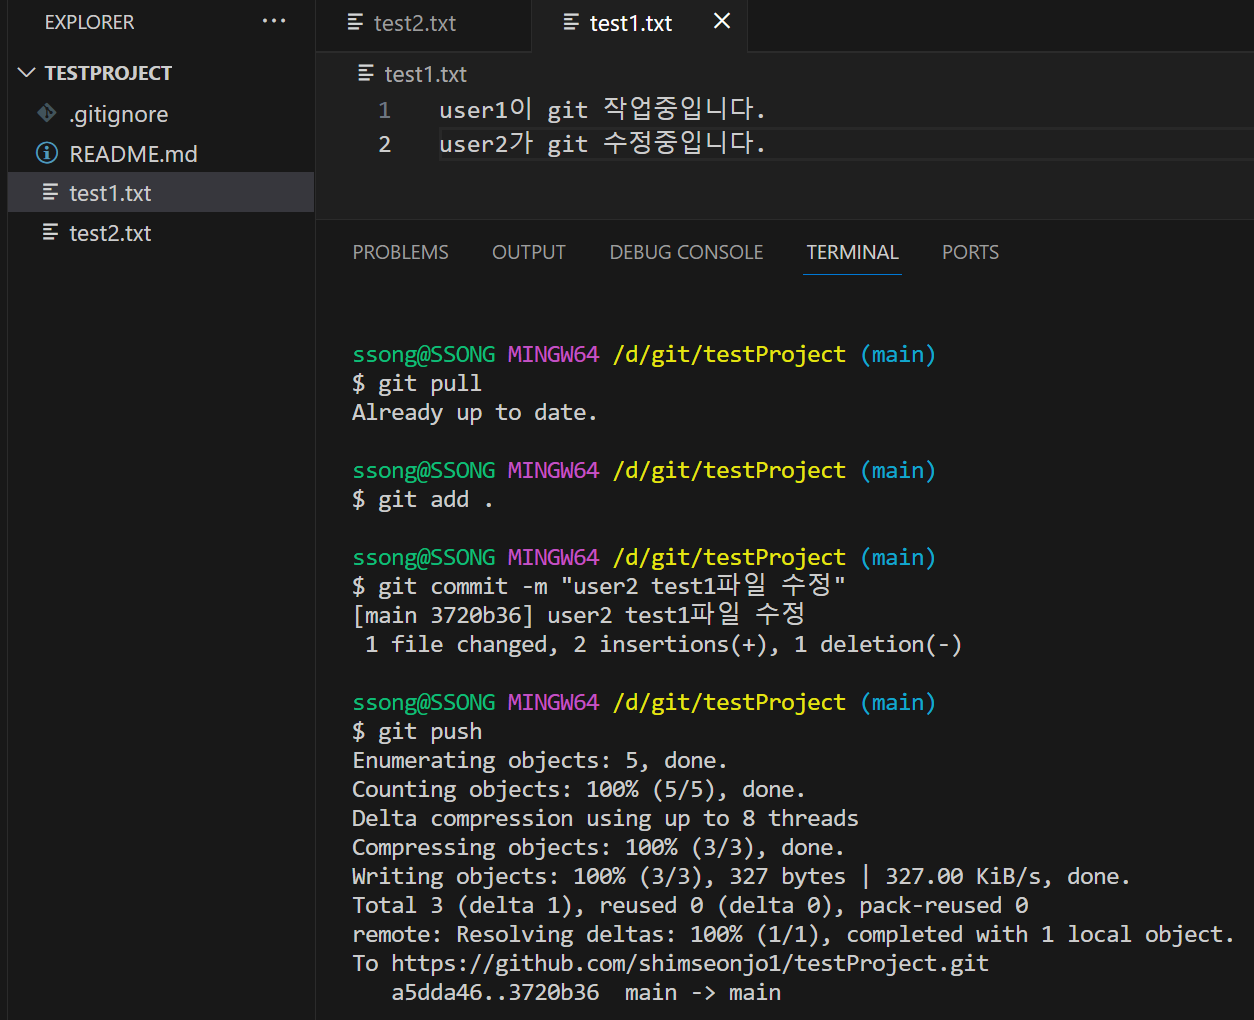 EXPLORER ···
TESTPROJECT
.gitignore
README.md
test1.txt
test2.txt
test2.txt
test1.txt
test1.txt
1 user1이 git 작업중입니다.
2 user2가 git 수정중입니다.
PROBLEMS OUTPUT DEBUG CONSOLE TERMINAL PORTS
ssong@SSONG MINGW64 /d/git/testProject (main)
$ git pull
Already up to date.
ssong@SSONG MINGW64 /d/git/testProject (main)
$ git add .
ssong@SSONG MINGW64 /d/git/testProject (main)
$ git commit -m "user2 test1파일 수정"
[main 3720b36] user2 test1파일 수정
1 file changed, 2 insertions(+), 1 deletion(-)
ssong@SSONG MINGW64 /d/git/testProject (main)
$ git push
Enumerating objects: 5, done.
Counting objects: 100% (5/5), done.
Delta compression using up to 8 threads
Compressing objects: 100% (3/3), done.
Writing objects: 100% (3/3), 327 bytes | 327.00 KiB/s, done.
Total 3 (delta 1), reused 0 (delta 0), pack-reused 0
remote: Resolving deltas: 100% (1/1), completed with 1 local object.
To https://github.com/shimseonjo1/testProject.git
a5dda46..3720b36 main -> main